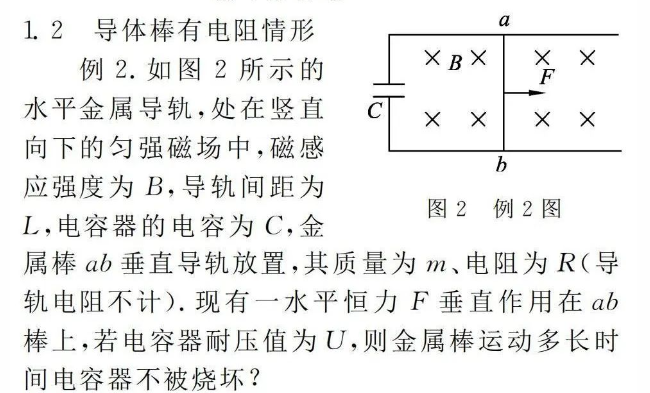 1. 2 导体棒有电阻情形
例 2. 如图 2 所示的
水平金属导轨,处在竖直
向下的匀强磁场中,磁感
应强度为 B,导轨间距为
L,电容器的电容为 C,金
属棒 ab 垂直导轨放置,其质量为 m、电阻为 R(导
轨电阻不计). 现有一水平恒力 F 垂直作用在 ab
棒上,若电容器耐压值为 U,则金属棒运动多长时
间电容器不被烧坏?
a
× B × × ×
F
C
× × × ×
b
图 2 例 2 图